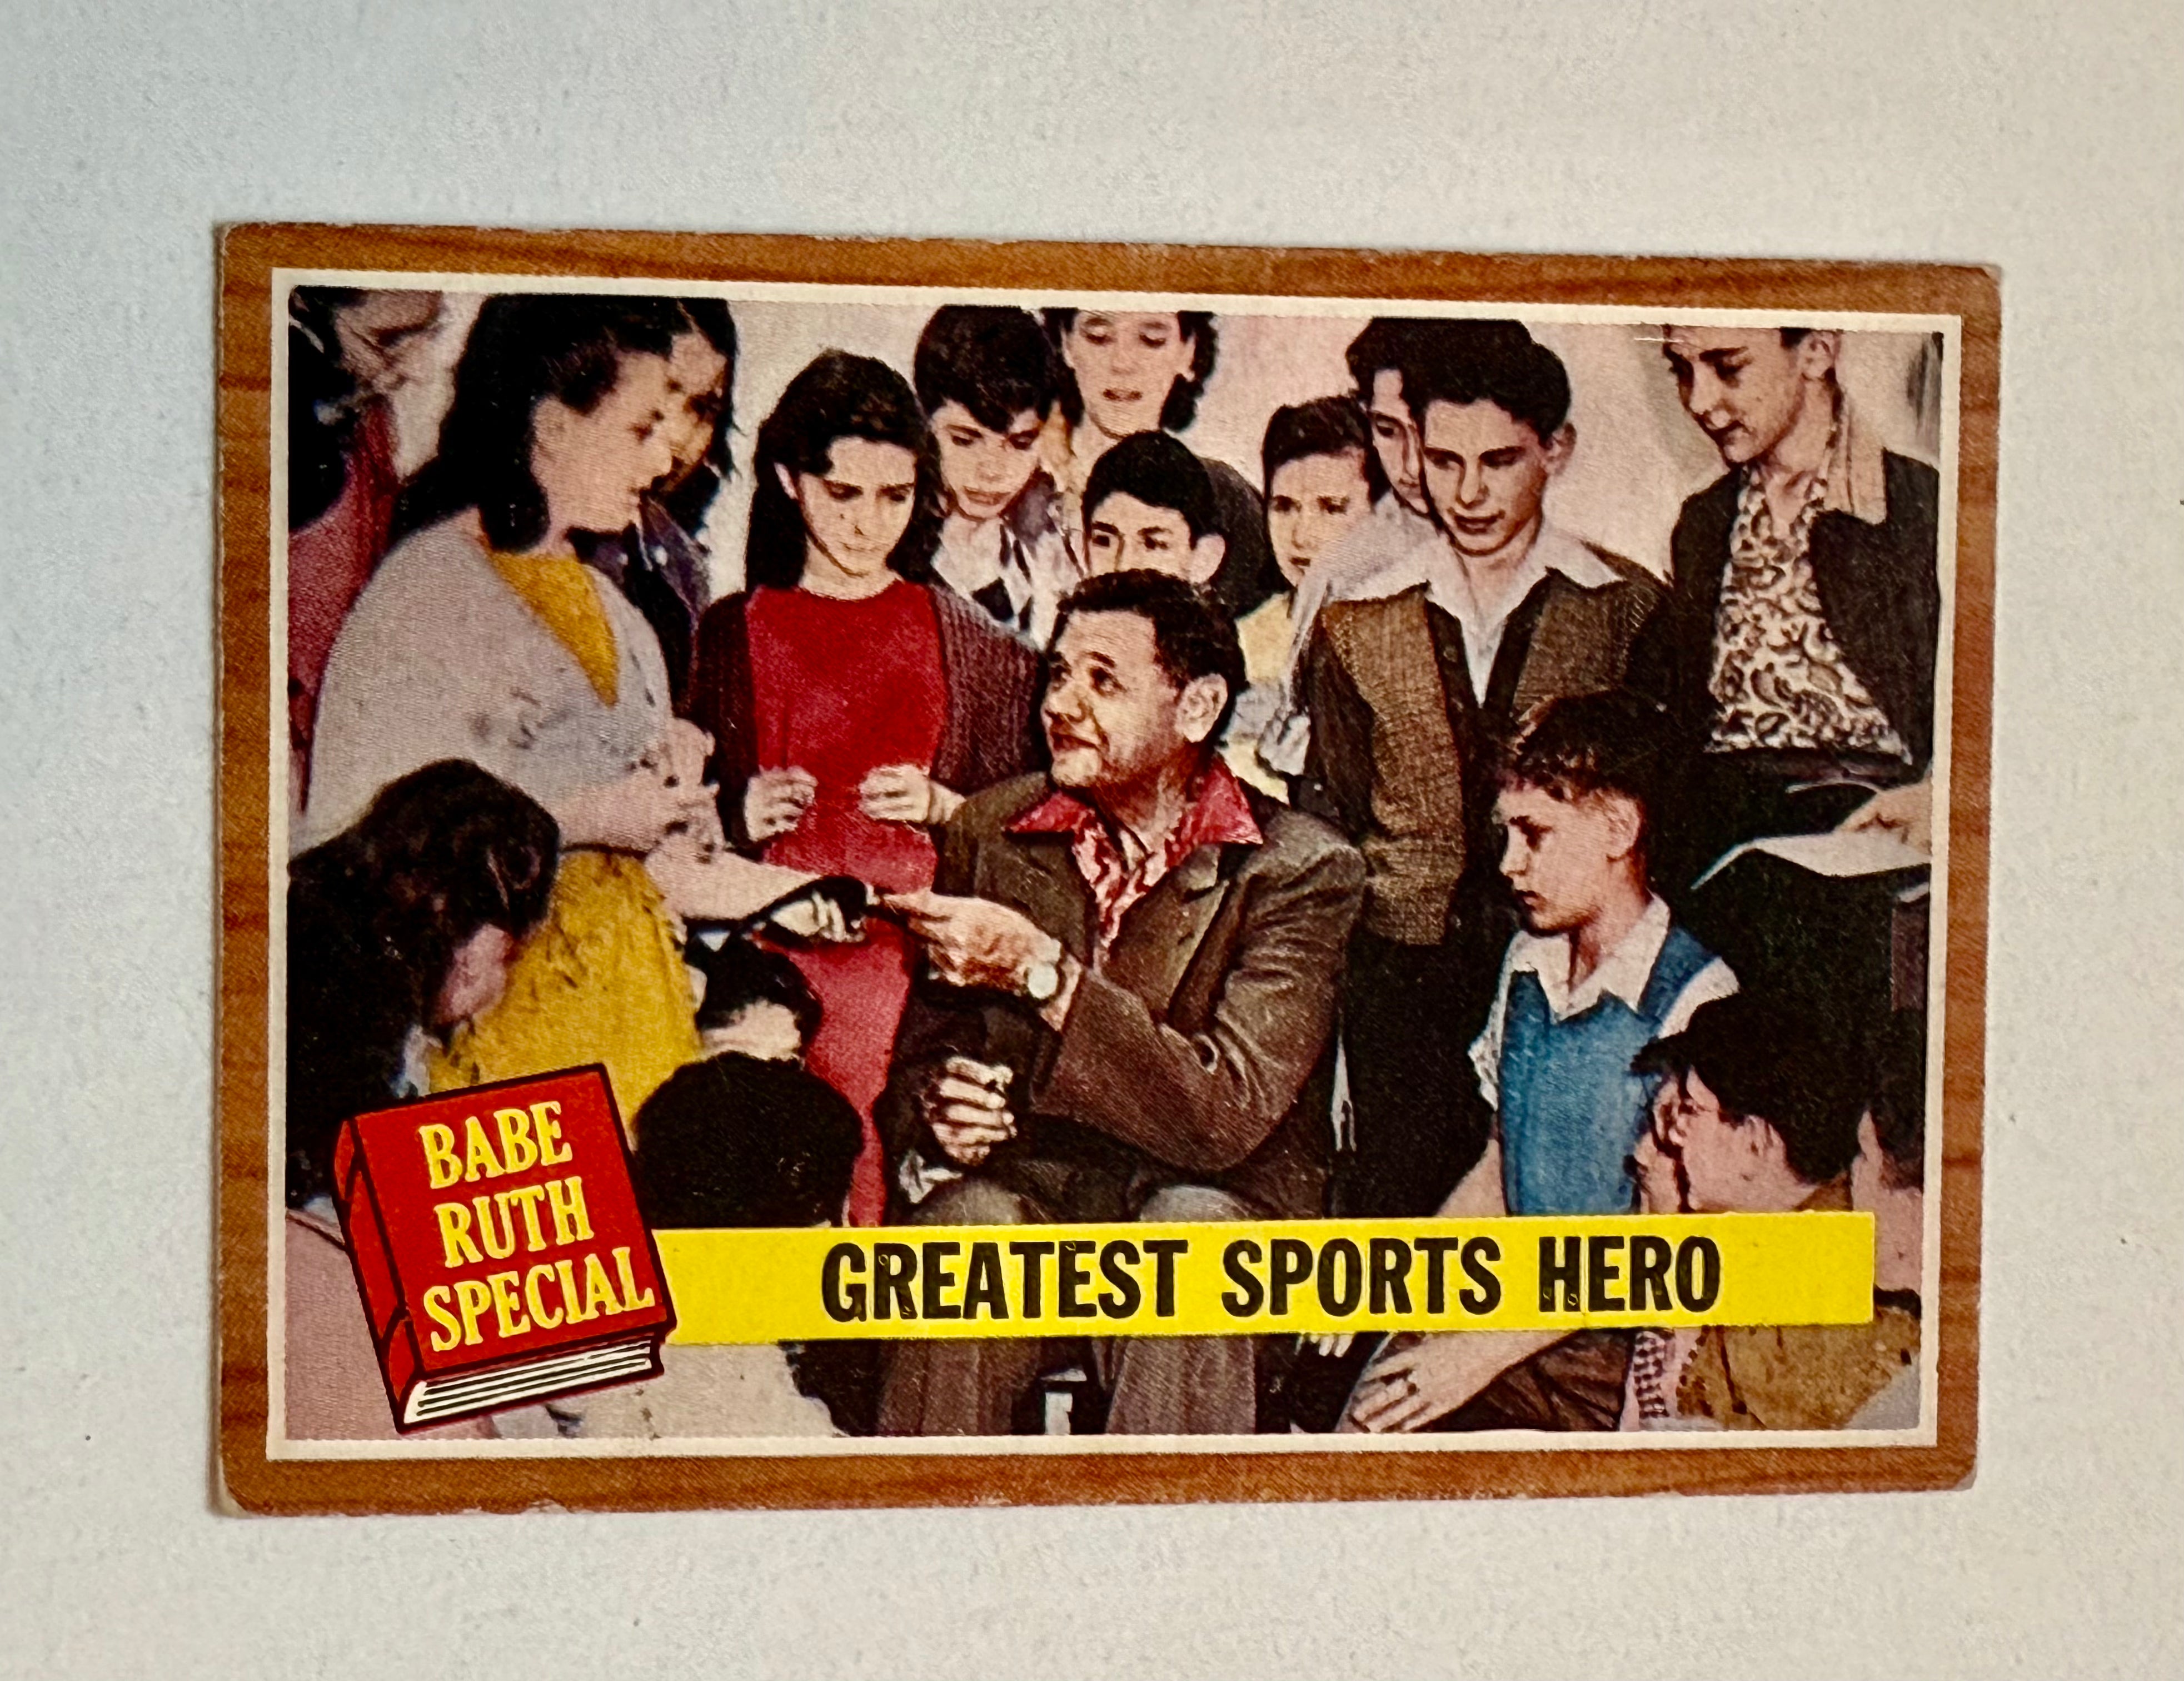 BABE
RUTH
SPECIAL
GREATEST SPORTS HERO